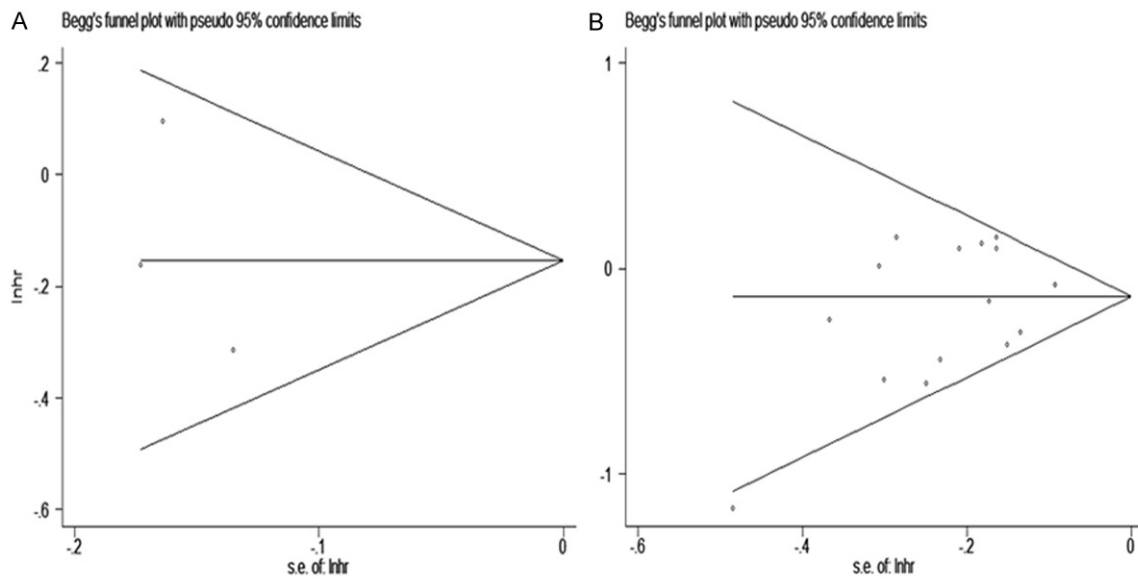 A
Begg's funnel plot with pseudo 95% confidence limits
.2
0
-.2
-.4
-.6
lnhr
-.2
-.1
0
s.e. of: lnhr
B
Begg's funnel plot with pseudo 95% confidence limits
1
0
-1
-.6
-.4
-.2
0
s.e. of: lnhr